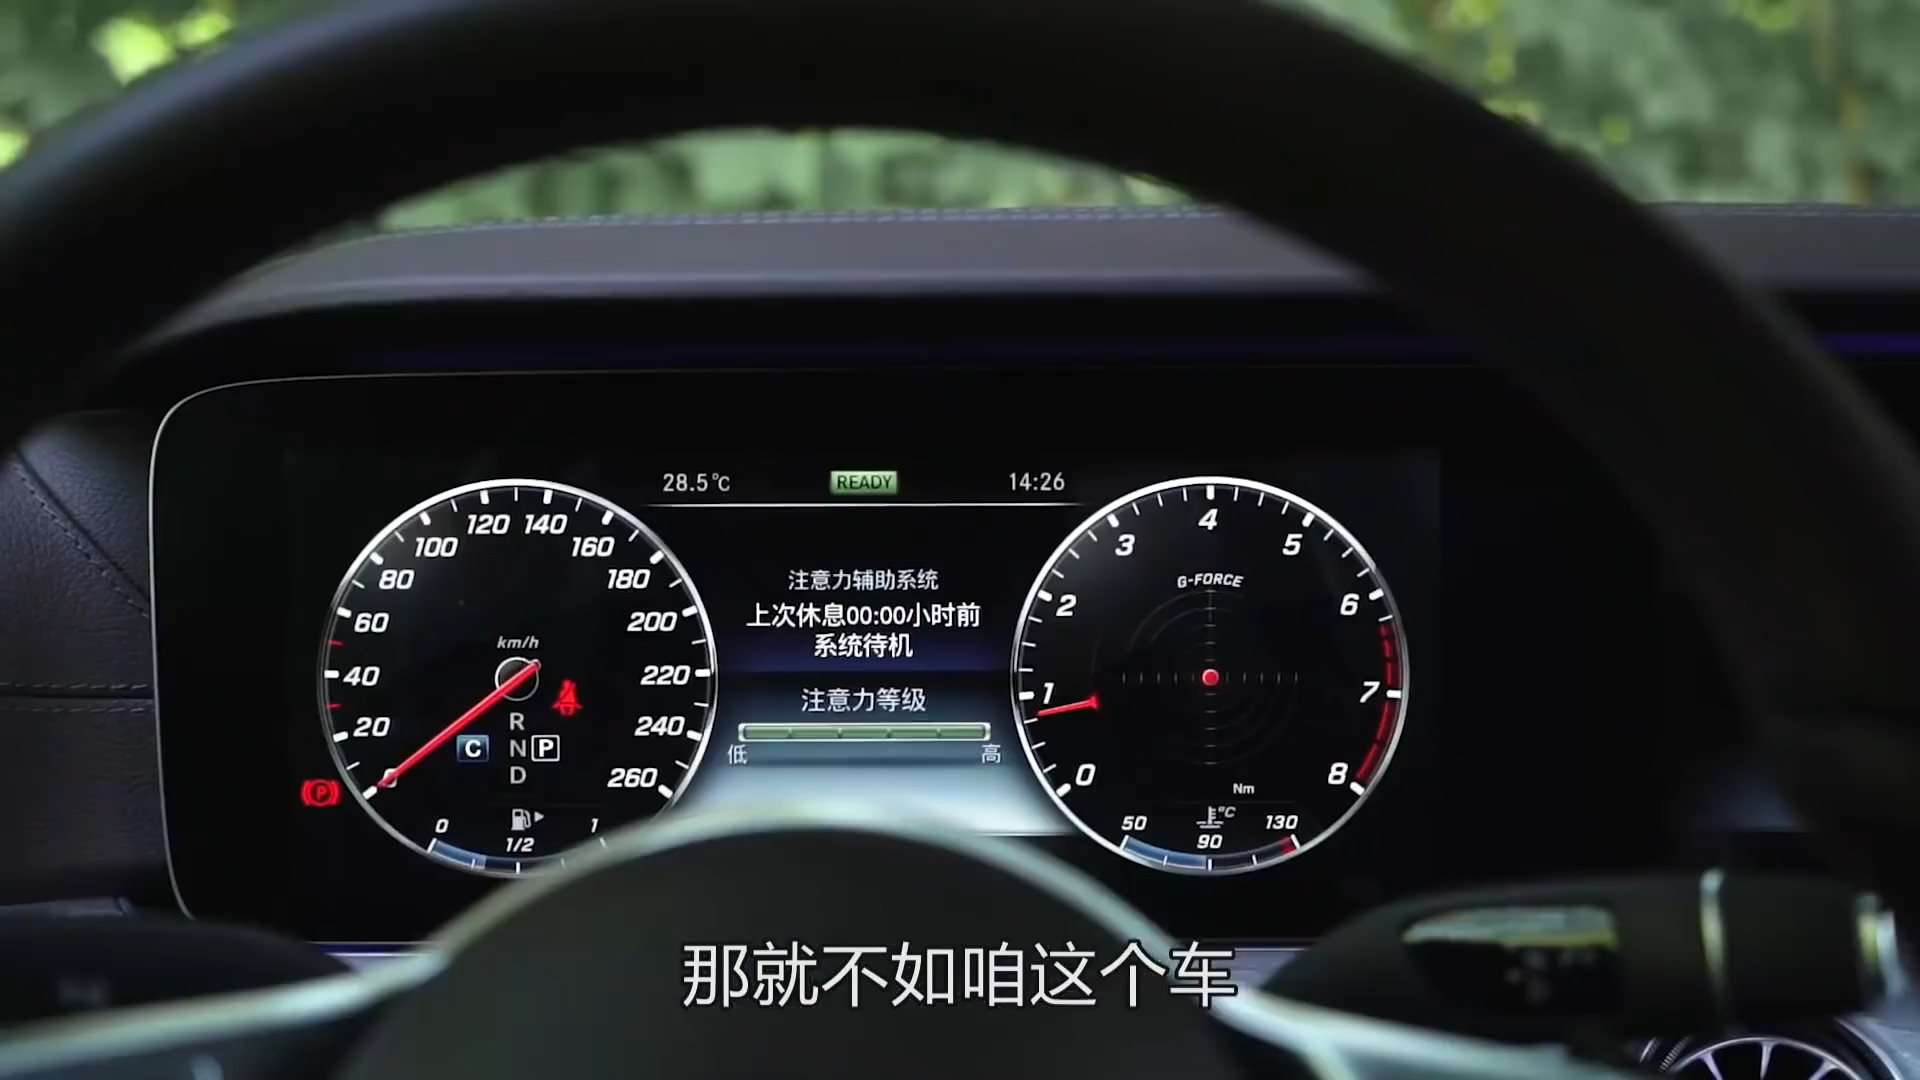 28.5℃ READY 14:26
120 140
100 160
80 180
60 200
40 220
20 240
0 260
km/h
R
C N P
D
P
0 1
1/2
注意力辅助系统
上次休息00:00小时前
系统待机
注意力等级
低 高
4
3 5
2 6
1 7
0 8
G-FORCE
Nm
50 °C 130
90
那就不如咱这个车